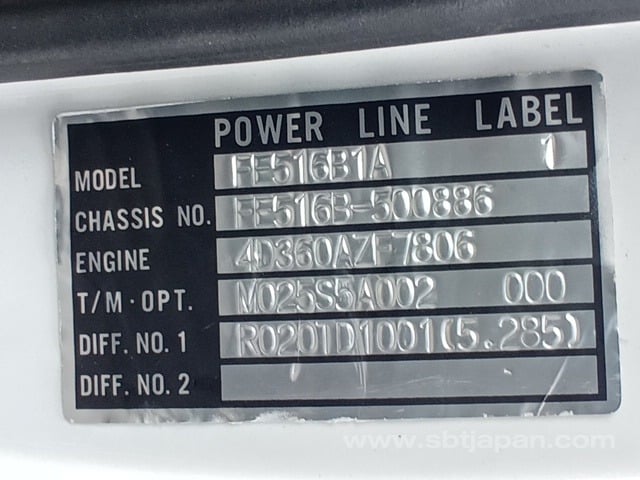 POWER LINE LABEL
MODEL FE516B1A 1
CHASSIS NO. FE516B-500886
ENGINE 4D360AZF7806
T/M·OPT. M025S5A002 000
DIFF. NO. 1 R020TD1001(5.285)
DIFF. NO. 2
www.sbtjapan.com